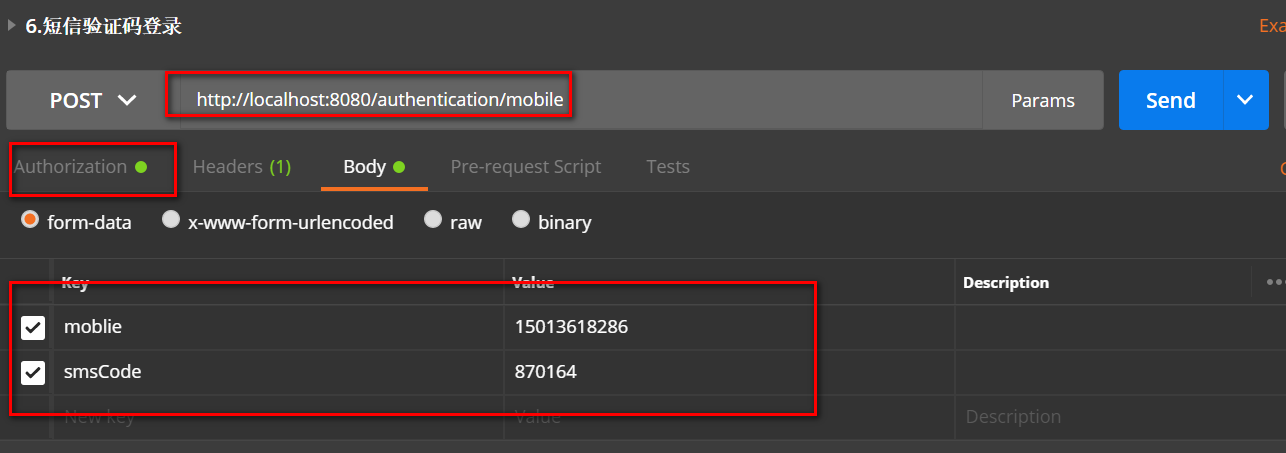 6.短信验证码登录
Exa
POST http://localhost:8080/authentication/mobile Params Send
Authorization Headers (1) Body Pre-request Script Tests
form-data x-www-form-urlencoded raw binary
Key Value Description
moblie 15013618286
smsCode 870164
New key Value Description